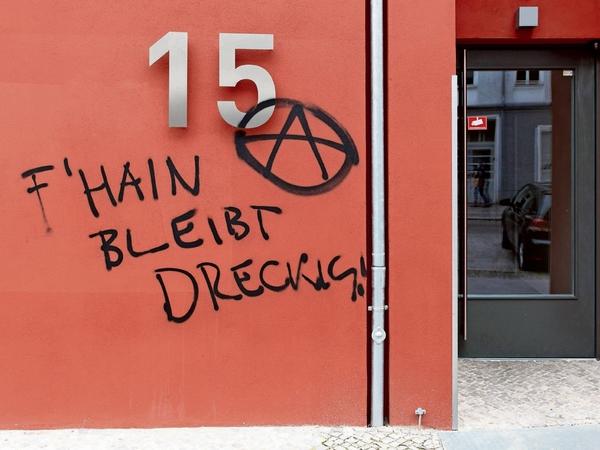 15
A
F'HAIN
BLEIBT
DRECKIG!